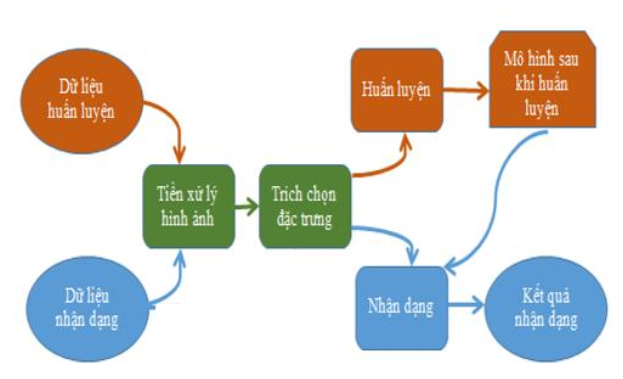 Dữ liệu
huấn luyện
Tiền xử lý
hình ảnh
Trích chọn
đặc trưng
Huấn luyện
Mô hình sau
khi huấn
luyện
Dữ liệu
nhận dạng
Nhận dạng
Kết quả
nhận dạng